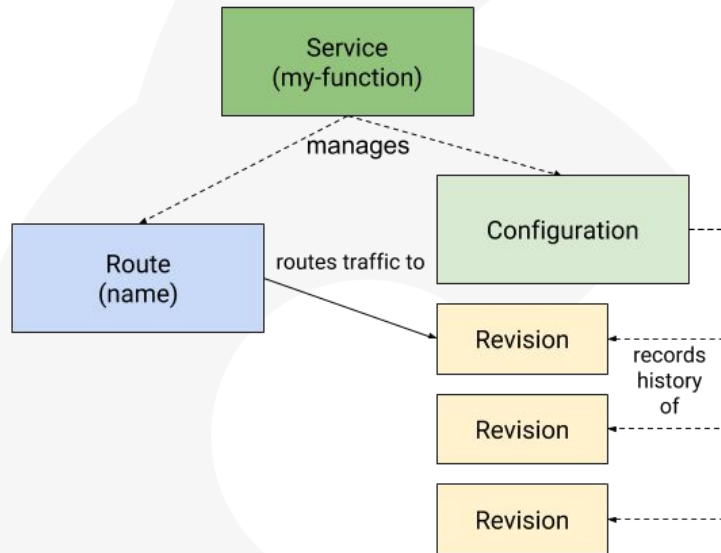 Service
(my-function)
manages
Configuration
Route
(name)
routes traffic to
Revision
records
history
of
Revision
Revision